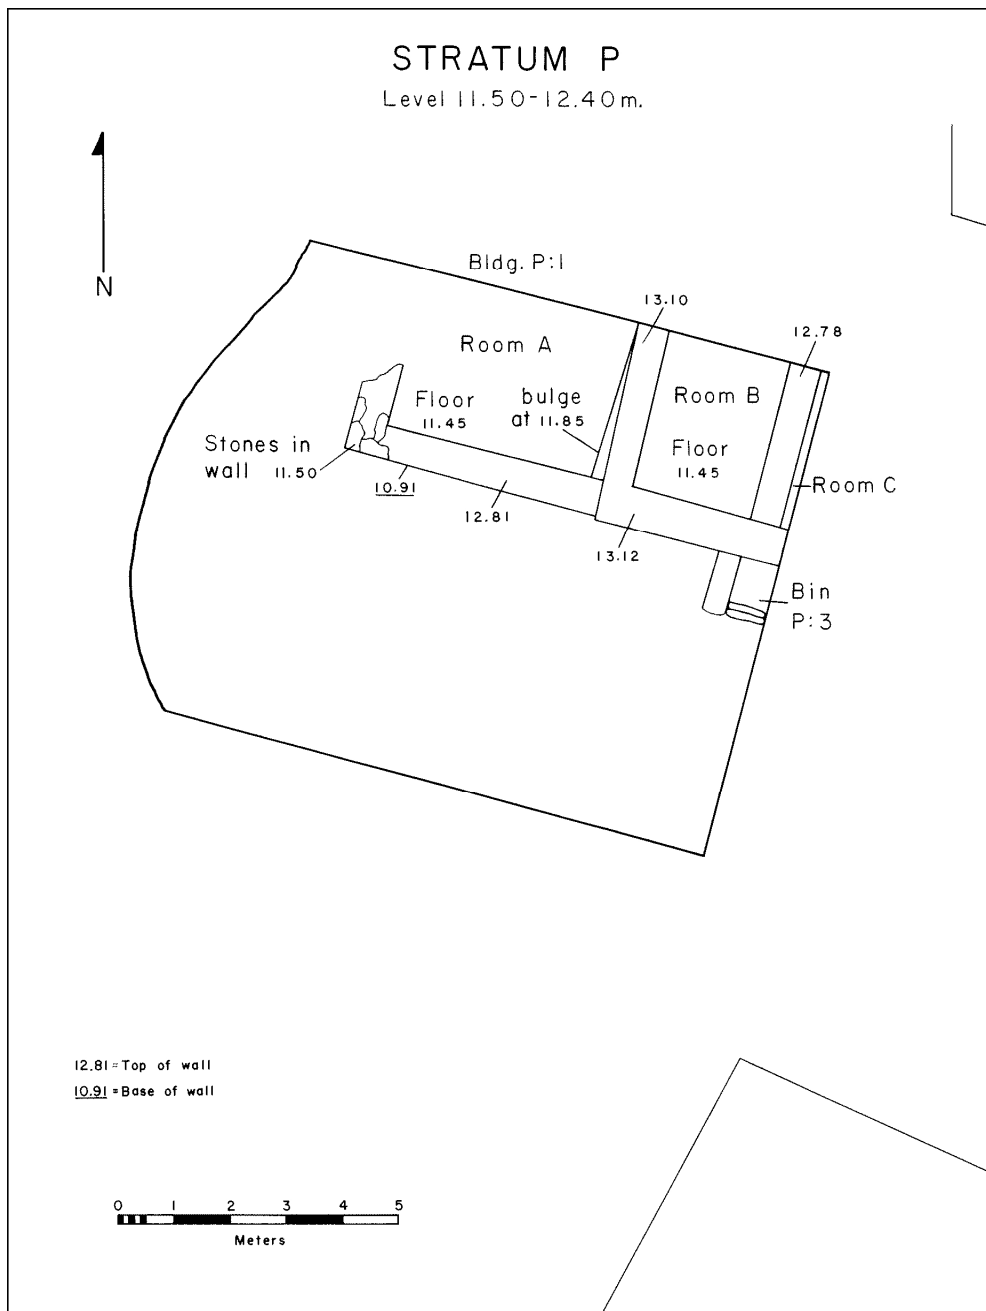 STRATUM P
Level 11.50-12.40m.
N
Bldg. P:1
13.10
12.78
Room A
Room B
Floor
11.45
bulge
at 11.85
Floor
11.45
Stones in
wall 11.50
10.91
12.81
Room C
13.12
Bin
P:3
12.81 = Top of wall
10.91 = Base of wall
0 1 2 3 4 5
Meters